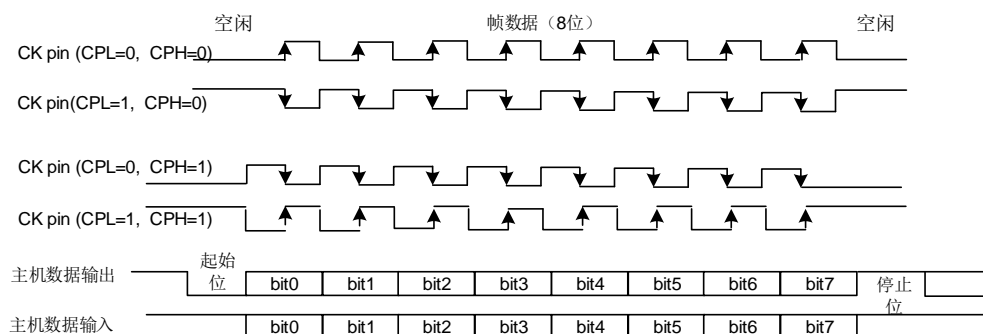 空闲 帧数据（8位） 空闲
CK pin (CPL=0, CPH=0)
CK pin(CPL=1, CPH=0)
CK pin (CPL=0, CPH=1)
CK pin (CPL=1, CPH=1)
主机数据输出 起始位 bit0 bit1 bit2 bit3 bit4 bit5 bit6 bit7 停止位
主机数据输入 bit0 bit1 bit2 bit3 bit4 bit5 bit6 bit7